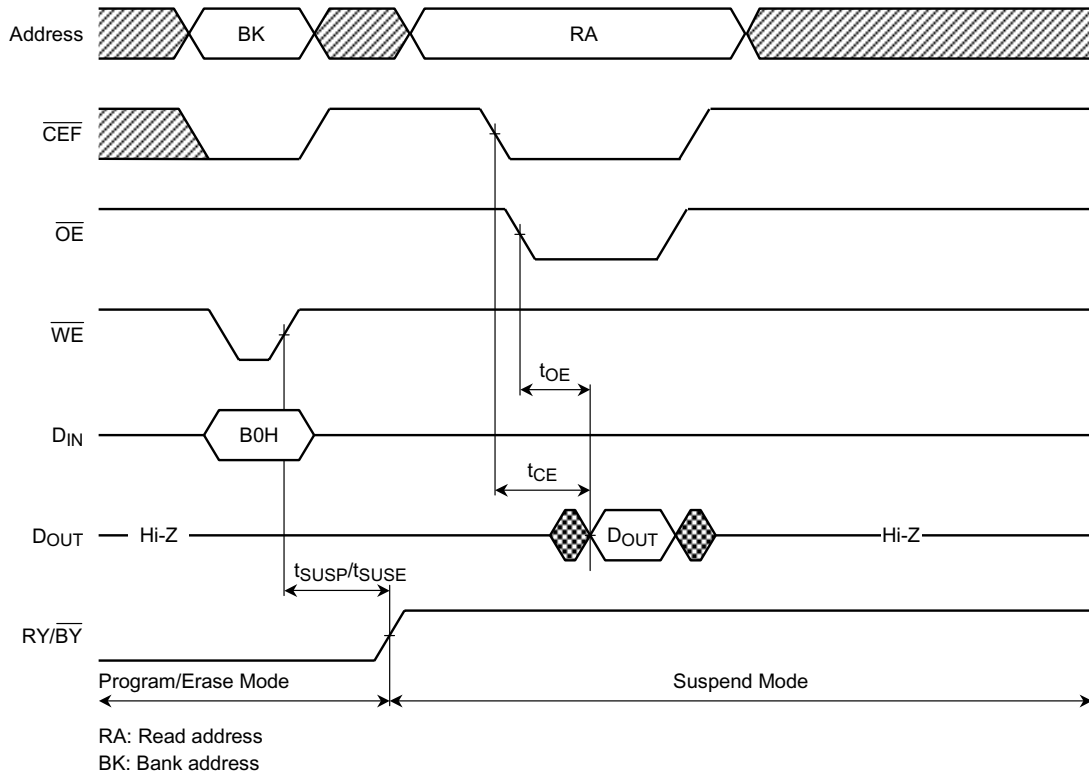 Address BK RA
CEF
OE
WE
tOE
DIN B0H
tCE
DOUT Hi-Z DOUT Hi-Z
tSUSP/tSUSE
RY/BY
Program/Erase Mode Suspend Mode
RA: Read address
BK: Bank address